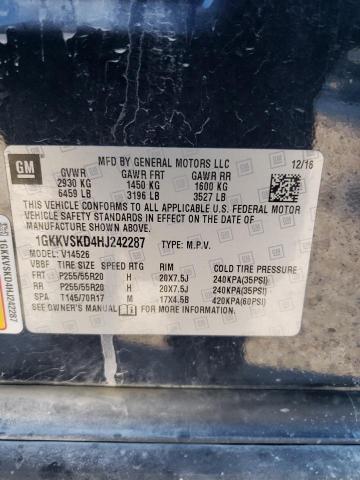 GM
MFD BY GENERAL MOTORS LLC 12/16
GVWR GAWR FRT GAWR RR
2930 KG 1450 KG 1600 KG
6459 LB 3196 LB 3527 LB
THIS VEHICLE CONFORMS TO ALL APPLICABLE U.S. FEDERAL MOTOR
VEHICLE SAFETY AND THEFT PREVENTION STANDARDS IN EFFECT ON THE DATE OF
MANUFACTURE SHOWN ABOVE.
1GKKVSKD4HJ242287 TYPE: M.P.V.
MODEL: V14526
VBBF TIRE SIZE SPEED RTG RIM COLD TIRE PRESSURE
FRT P255/55R20 H 20X7.5J 240KPA(35PSI)
RR P255/55R20 H 20X7.5J 240KPA(35PSI)
SPA T145/70R17 M 17X4.5B 420KPA(60PSI)
SEE OWNER'S MANUAL FOR MORE INFORMATION.
1GKKVSKD4HJ242287